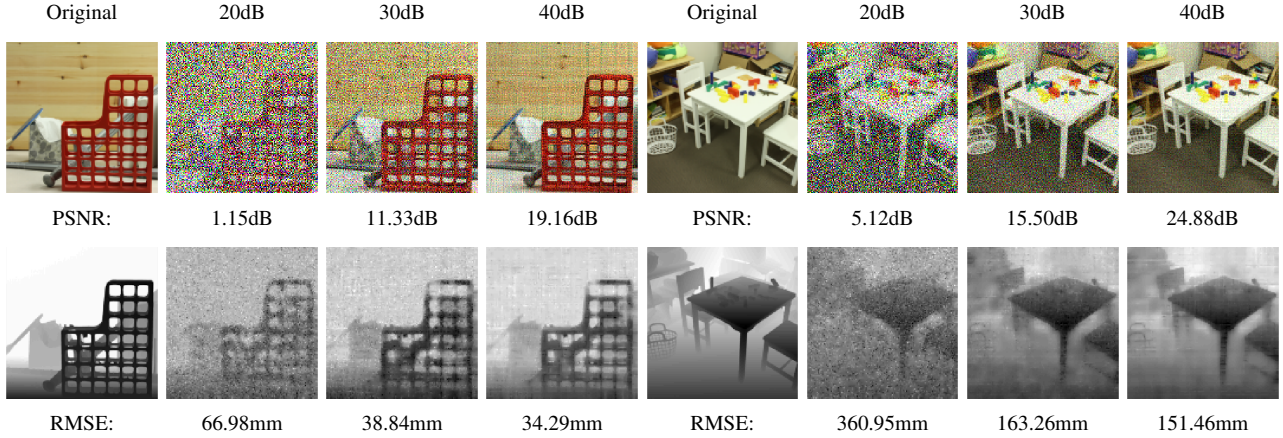 Original 20dB 30dB 40dB Original 20dB 30dB 40dB
PSNR: 1.15dB 11.33dB 19.16dB 5.12dB 15.50dB 24.88dB
RMSE: 66.98mm 38.84mm 34.29mm RMSE: 360.95mm 163.26mm 151.46mm